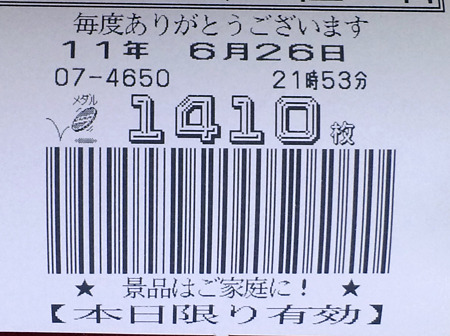 毎度ありがとうございます
11年 6月26日
07-4650 21時53分
メダル 1410枚
★ 景品はご家庭に! ★
【本日限り有効】